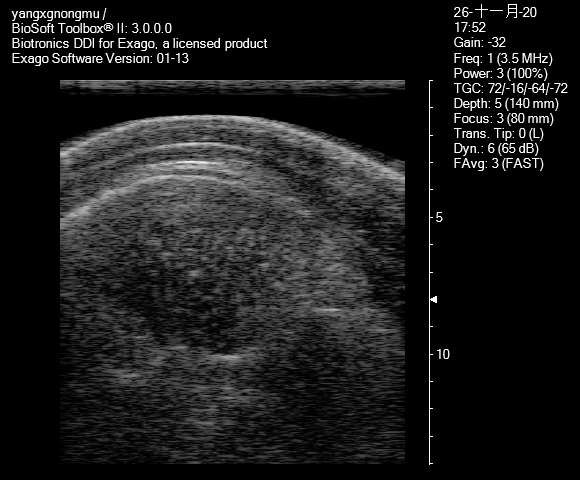 yangxgnongmu /
BioSoft Toolbox® II: 3.0.0.0
Biotronics DDI for Exago, a licensed product
Exago Software Version: 01-13
26-十一月-20
17:52
Gain: -32
Freq: 1 (3.5 MHz)
Power: 3 (100%)
TGC: 72/-16/-64/-72
Depth: 5 (140 mm)
Focus: 3 (80 mm)
Trans. Tip: 0 (L)
Dyn.: 6 (65 dB)
FAvg: 3 (FAST)
5
10